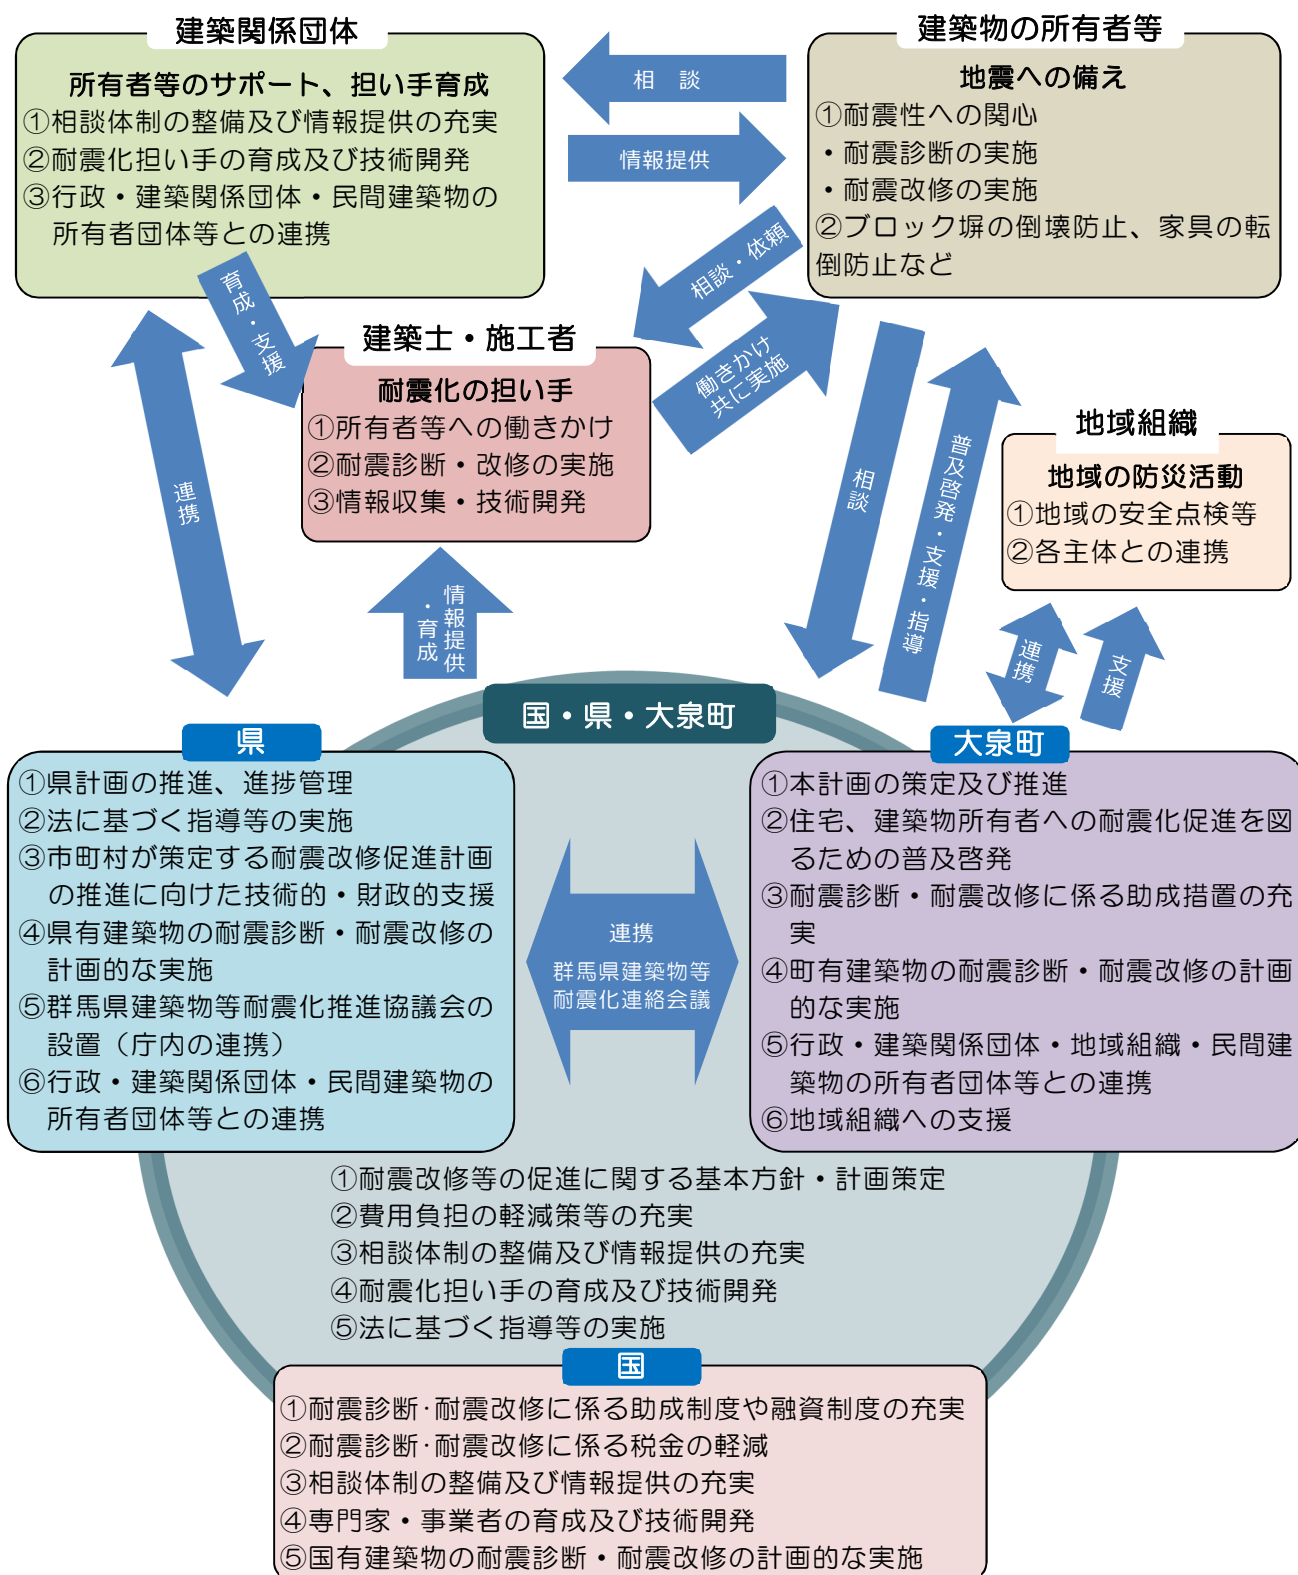 建築関係団体
所有者等のサポート、担い手育成
①相談体制の整備及び情報提供の充実
②耐震化担い手の育成及び技術開発
③行政・建築関係団体・民間建築物の
所有者団体等との連携
相　談
情報提供
建築物の所有者等
地震への備え
①耐震性への関心
・耐震診断の実施
・耐震改修の実施
②ブロック塀の倒壊防止、家具の転
倒防止など
育成・支援
相談・依頼
働きかけ
共に実施
建築士・施工者
耐震化の担い手
①所有者等への働きかけ
②耐震診断・改修の実施
③情報収集・技術開発
連携
相談
普及啓発・支援・指導
地域組織
地域の防災活動
①地域の安全点検等
②各主体との連携
情報提供
・育成
連携
支援
国・県・大泉町
県
①県計画の推進、進捗管理
②法に基づく指導等の実施
③市町村が策定する耐震改修促進計画
の推進に向けた技術的・財政的支援
④県有建築物の耐震診断・耐震改修の
計画的な実施
⑤群馬県建築物等耐震化推進協議会の
設置（庁内の連携）
⑥行政・建築関係団体・民間建築物の
所有者団体等との連携
連携
群馬県建築物等
耐震化連絡会議
大泉町
①本計画の策定及び推進
②住宅、建築物所有者への耐震化促進を図
るための普及啓発
③耐震診断・耐震改修に係る助成措置の充
実
④町有建築物の耐震診断・耐震改修の計画
的な実施
⑤行政・建築関係団体・地域組織・民間建
築物の所有者団体等との連携
⑥地域組織への支援
①耐震改修等の促進に関する基本方針・計画策定
②費用負担の軽減策等の充実
③相談体制の整備及び情報提供の充実
④耐震化担い手の育成及び技術開発
⑤法に基づく指導等の実施
国
①耐震診断･耐震改修に係る助成制度や融資制度の充実
②耐震診断･耐震改修に係る税金の軽減
③相談体制の整備及び情報提供の充実
④専門家・事業者の育成及び技術開発
⑤国有建築物の耐震診断・耐震改修の計画的な実施